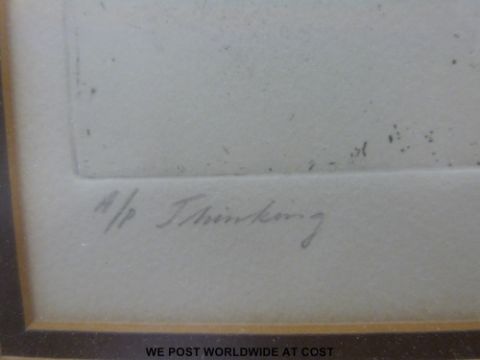 A/P Thinking
WE POST WORLDWIDE AT COST